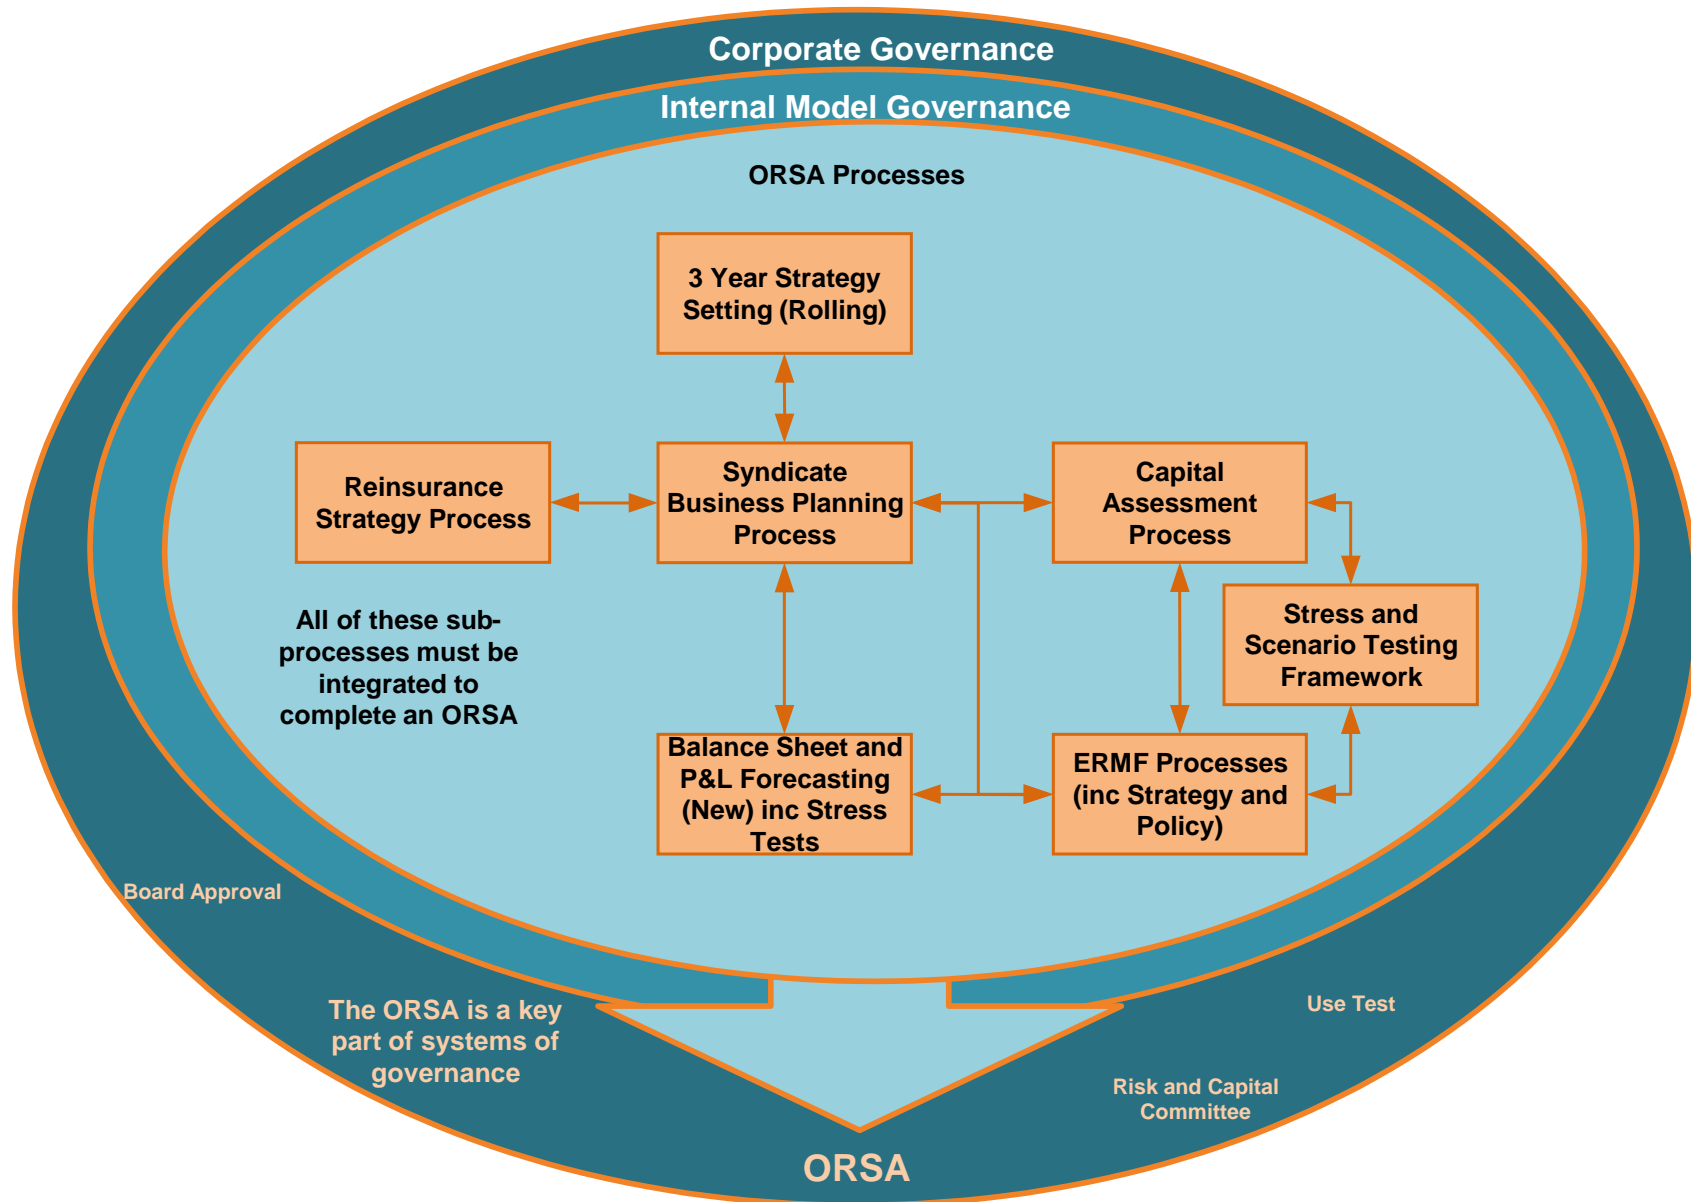 Corporate Governance
Internal Model Governance
ORSA Processes
3 Year Strategy
Setting (Rolling)
Reinsurance
Strategy Process
Syndicate
Business Planning
Process
Capital
Assessment
Process
Stress and
Scenario Testing
Framework
All of these sub-
processes must be
integrated to
complete an ORSA
Balance Sheet and
P&L Forecasting
(New) inc Stress
Tests
ERMF Processes
(inc Strategy and
Policy)
Board Approval
The ORSA is a key
part of systems of
governance
Use Test
Risk and Capital
Committee
ORSA